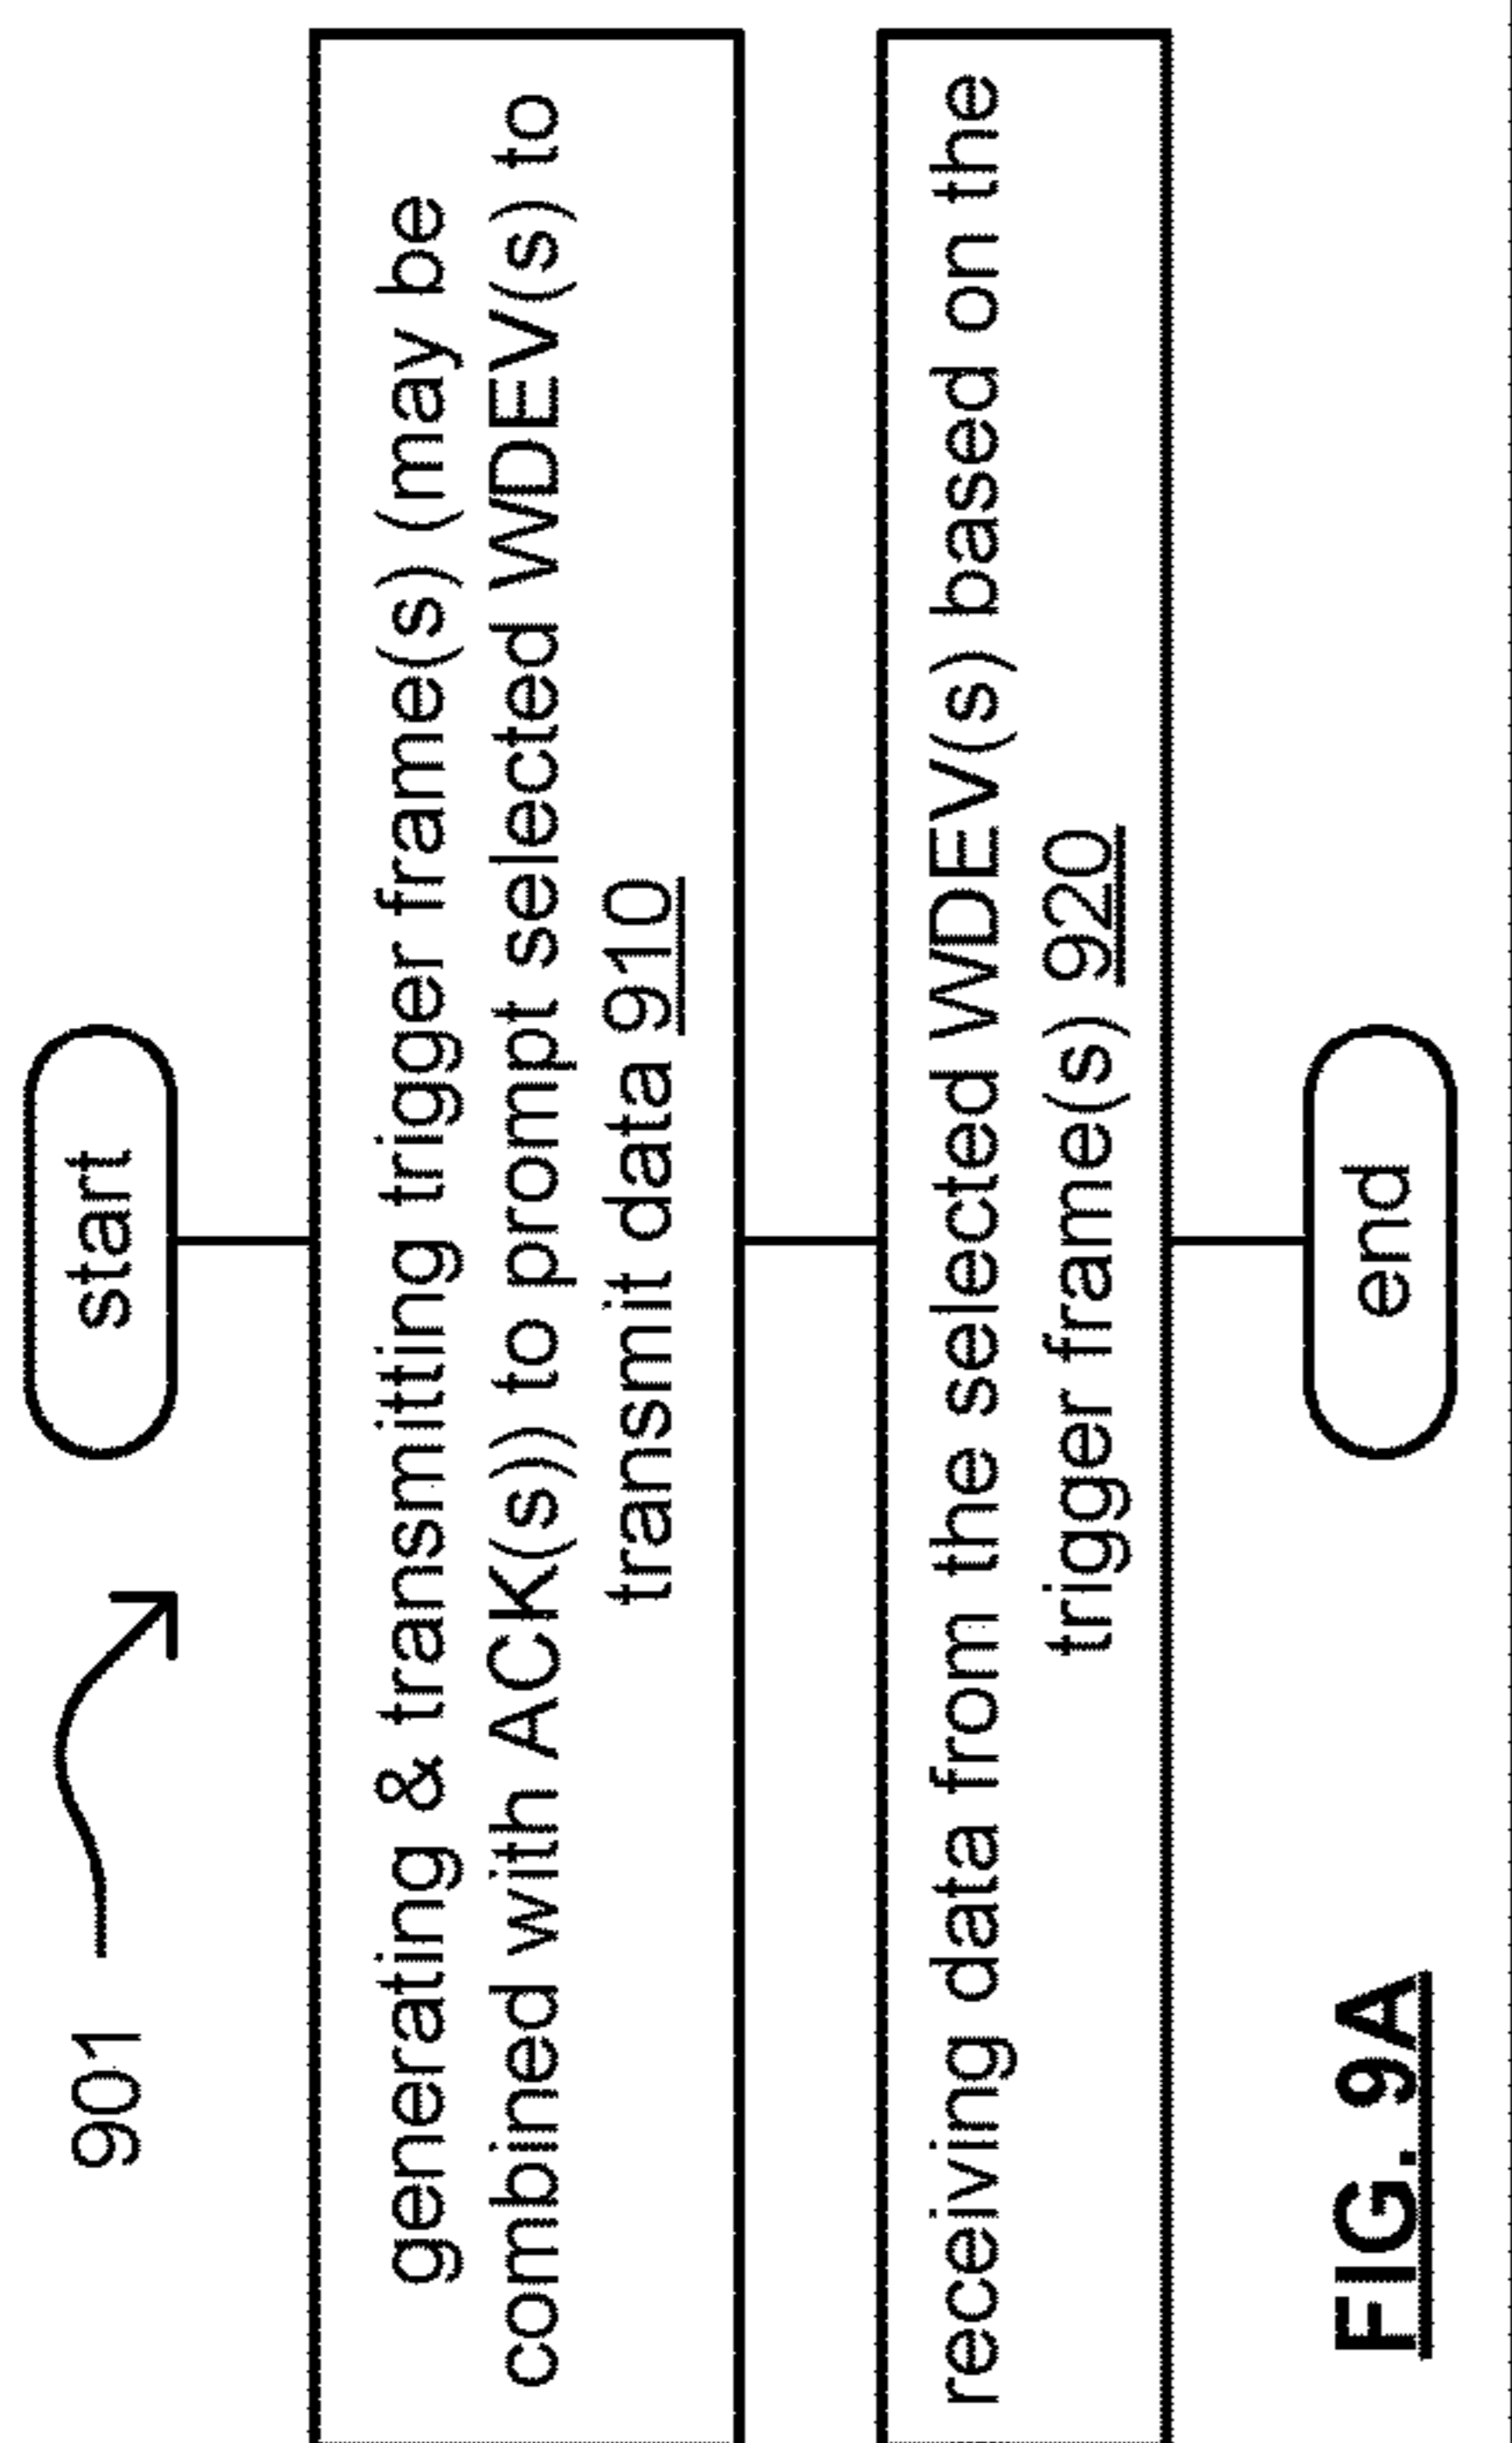 901
start
generating & transmitting trigger frame(s) (may be
combined with ACK(s)) to prompt selected WDEV(s) to
transmit data 910
receiving data from the selected WDEV(s) based on the
trigger frame(s) 920
end
FIG. 9A